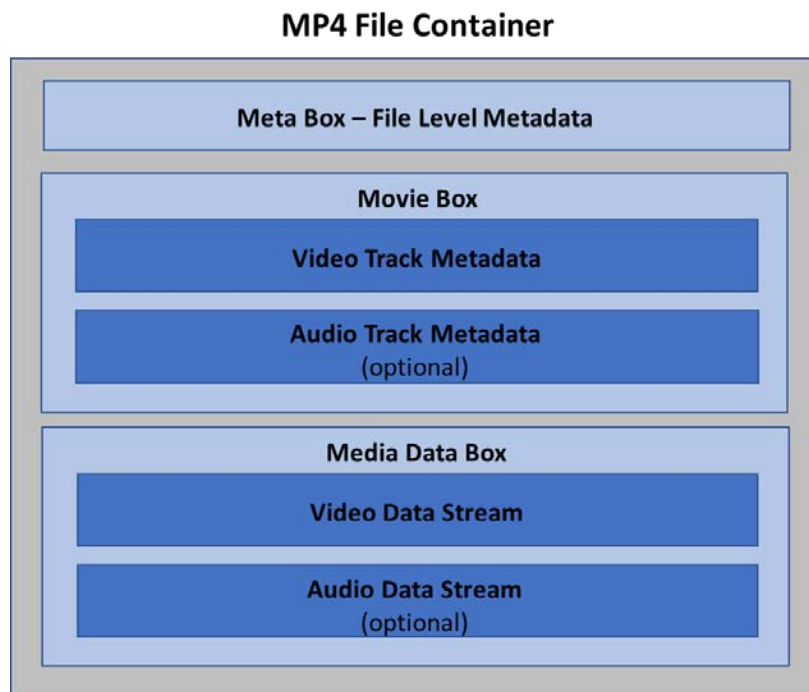 MP4 File Container
Meta Box – File Level Metadata
Movie Box
Video Track Metadata
Audio Track Metadata
(optional)
Media Data Box
Video Data Stream
Audio Data Stream
(optional)